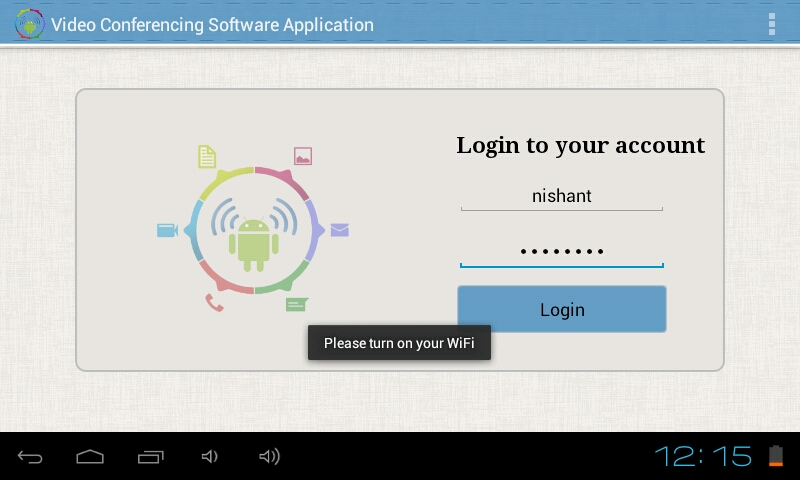 Video Conferencing Software Application
Login to your account
nishant
••••••••
Login
Please turn on your WiFi
12:15